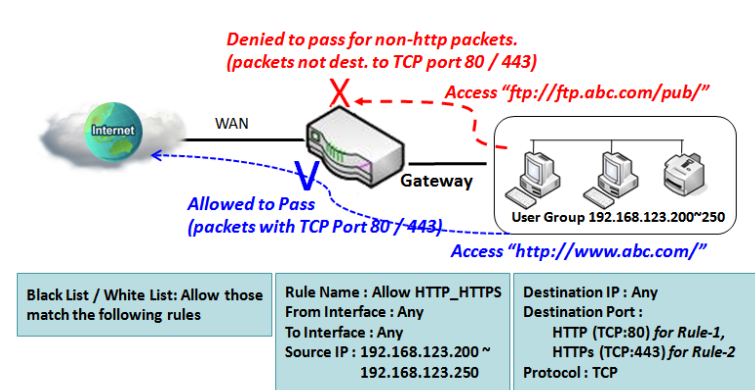 Denied to pass for non-http packets.
(packets not dest. to TCP port 80 / 443)
Access “ftp://ftp.abc.com/pub/”
Internet
WAN
Gateway
Allowed to Pass
(packets with TCP Port 80 / 443)
User Group 192.168.123.200~250
Access “http://www.abc.com/”
Black List / White List: Allow those
match the following rules
Rule Name : Allow HTTP_HTTPS
From Interface : Any
To Interface : Any
Source IP : 192.168.123.200 ~
192.168.123.250
Destination IP : Any
Destination Port :
HTTP (TCP:80) for Rule-1,
HTTPs (TCP:443) for Rule-2
Protocol : TCP